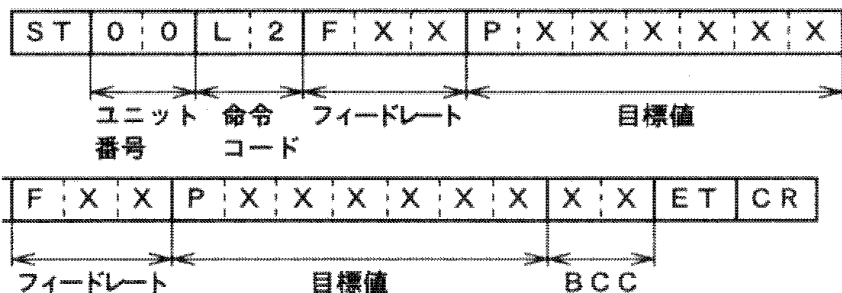 ST 0 0 L 2 F X X P X X X X X X
ユニット 命令 フィードレート 目標値
番号 コード
F X X P X X X X X X X X ET CR
フィードレート 目標値 BCC